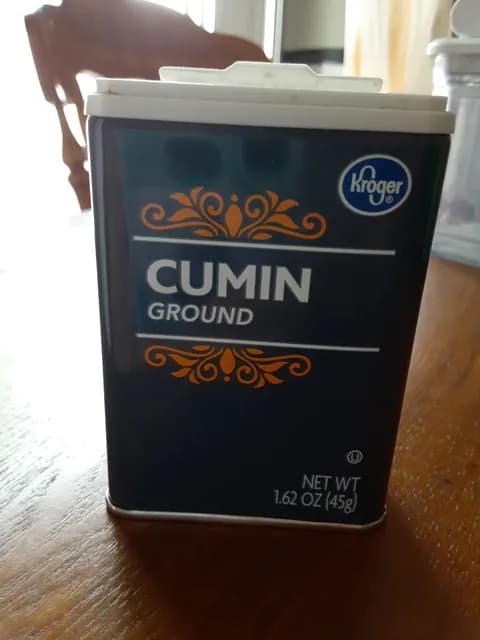 Kroger
CUMIN
GROUND
U
NET WT
1.62 OZ (45g)